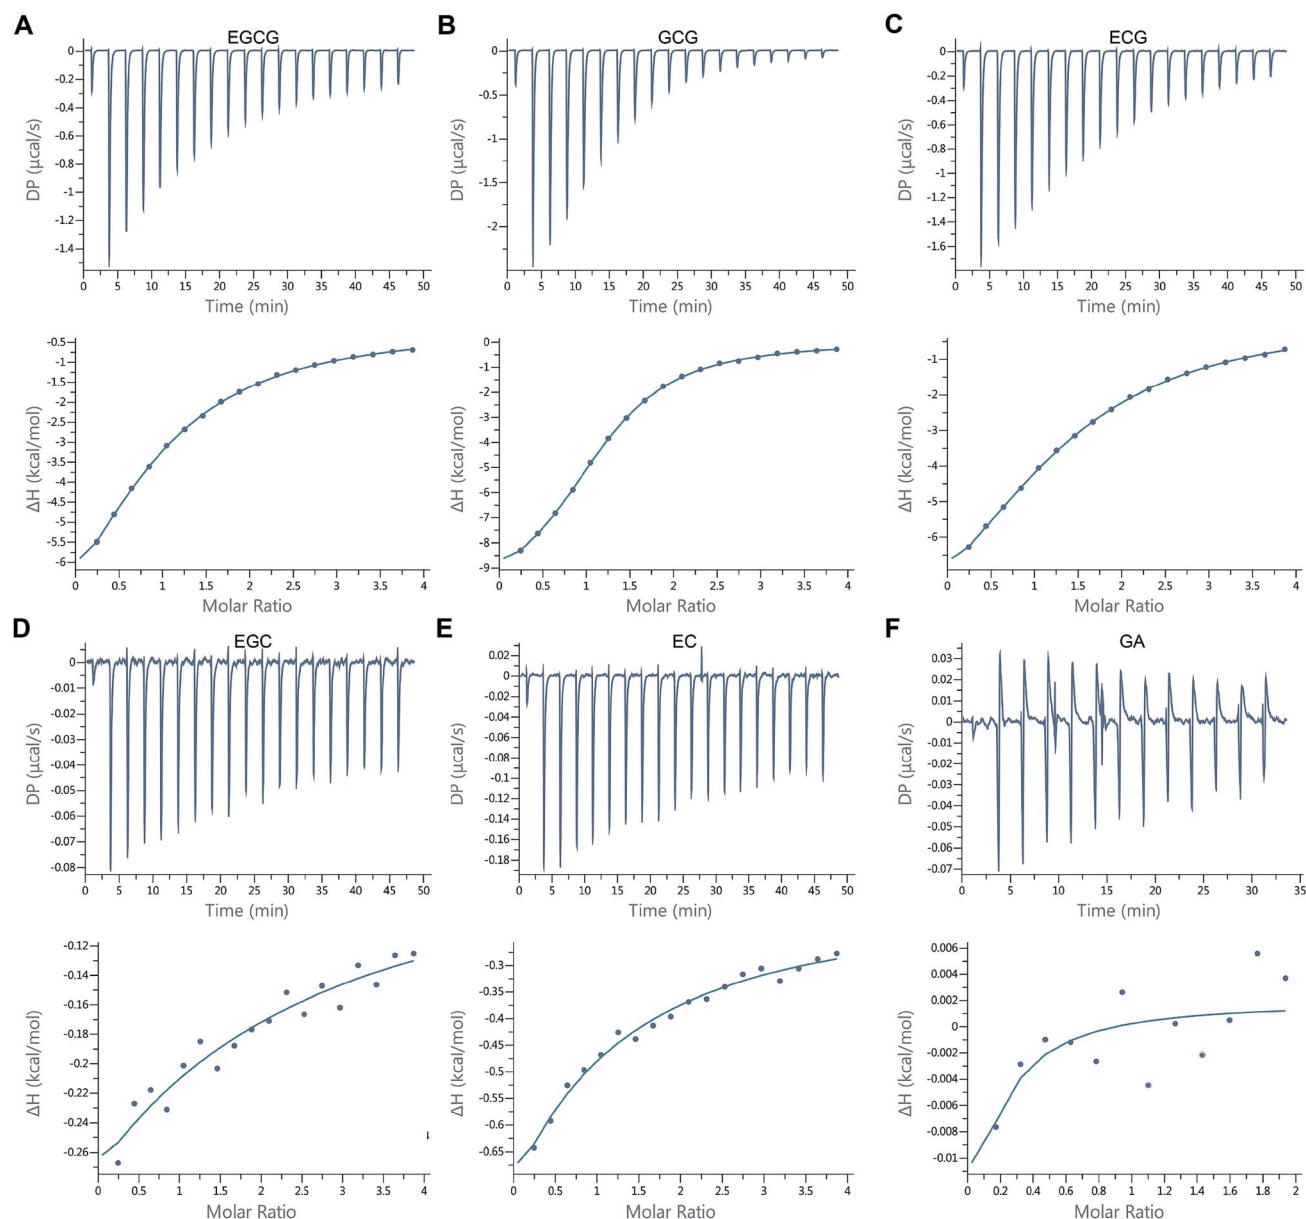 A
EGCG
0
-0.2
-0.4
-0.6
-0.8
-1
-1.2
-1.4
DP (µcal/s)
0 5 10 15 20 25 30 35 40 45 50
Time (min)
B
GCG
0
-0.5
-1
-1.5
-2
DP (µcal/s)
0 5 10 15 20 25 30 35 40 45 50
Time (min)
C
ECG
0
-0.2
-0.4
-0.6
-0.8
-1
-1.2
-1.4
-1.6
DP (µcal/s)
0 5 10 15 20 25 30 35 40 45 50
Time (min)
-0.5
-1
-1.5
-2
-2.5
-3
-3.5
-4
-4.5
-5
-5.5
-6
ΔH (kcal/mol)
0 0.5 1 1.5 2 2.5 3 3.5 4
Molar Ratio
0
-1
-2
-3
-4
-5
-6
-7
-8
-9
ΔH (kcal/mol)
0 0.5 1 1.5 2 2.5 3 3.5 4
Molar Ratio
-1
-2
-3
-4
-5
-6
ΔH (kcal/mol)
0 0.5 1 1.5 2 2.5 3 3.5 4
Molar Ratio
D
EGC
0
-0.01
-0.02
-0.03
-0.04
-0.05
-0.06
-0.07
-0.08
DP (µcal/s)
0 5 10 15 20 25 30 35 40 45 50
Time (min)
E
EC
0.02
0
-0.02
-0.04
-0.06
-0.08
-0.1
-0.12
-0.14
-0.16
-0.18
DP (µcal/s)
0 5 10 15 20 25 30 35 40 45 50
Time (min)
F
GA
0.03
0.02
0.01
0
-0.01
-0.02
-0.03
-0.04
-0.05
-0.06
-0.07
DP (µcal/s)
0 5 10 15 20 25 30 35
Time (min)
-0.12
-0.14
-0.16
-0.18
-0.2
-0.22
-0.24
-0.26
ΔH (kcal/mol)
0 0.5 1 1.5 2 2.5 3 3.5 4
Molar Ratio
-0.3
-0.35
-0.4
-0.45
-0.5
-0.55
-0.6
-0.65
ΔH (kcal/mol)
0 0.5 1 1.5 2 2.5 3 3.5 4
Molar Ratio
0.006
0.004
0.002
0
-0.002
-0.004
-0.006
-0.008
-0.01
ΔH (kcal/mol)
0 0.2 0.4 0.6 0.8 1 1.2 1.4 1.6 1.8 2
Molar Ratio